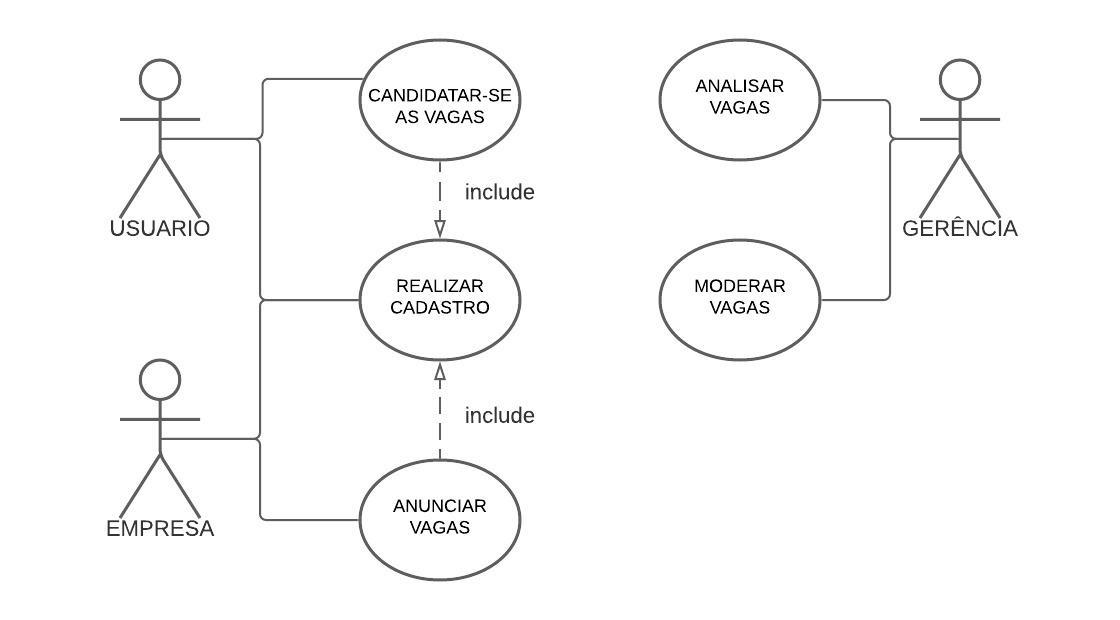 CANDIDATAR-SE
AS VAGAS
ANALISAR
VAGAS
include
USUARIO
GERÊNCIA
REALIZAR
CADASTRO
MODERAR
VAGAS
include
ANUNCIAR
VAGAS
EMPRESA